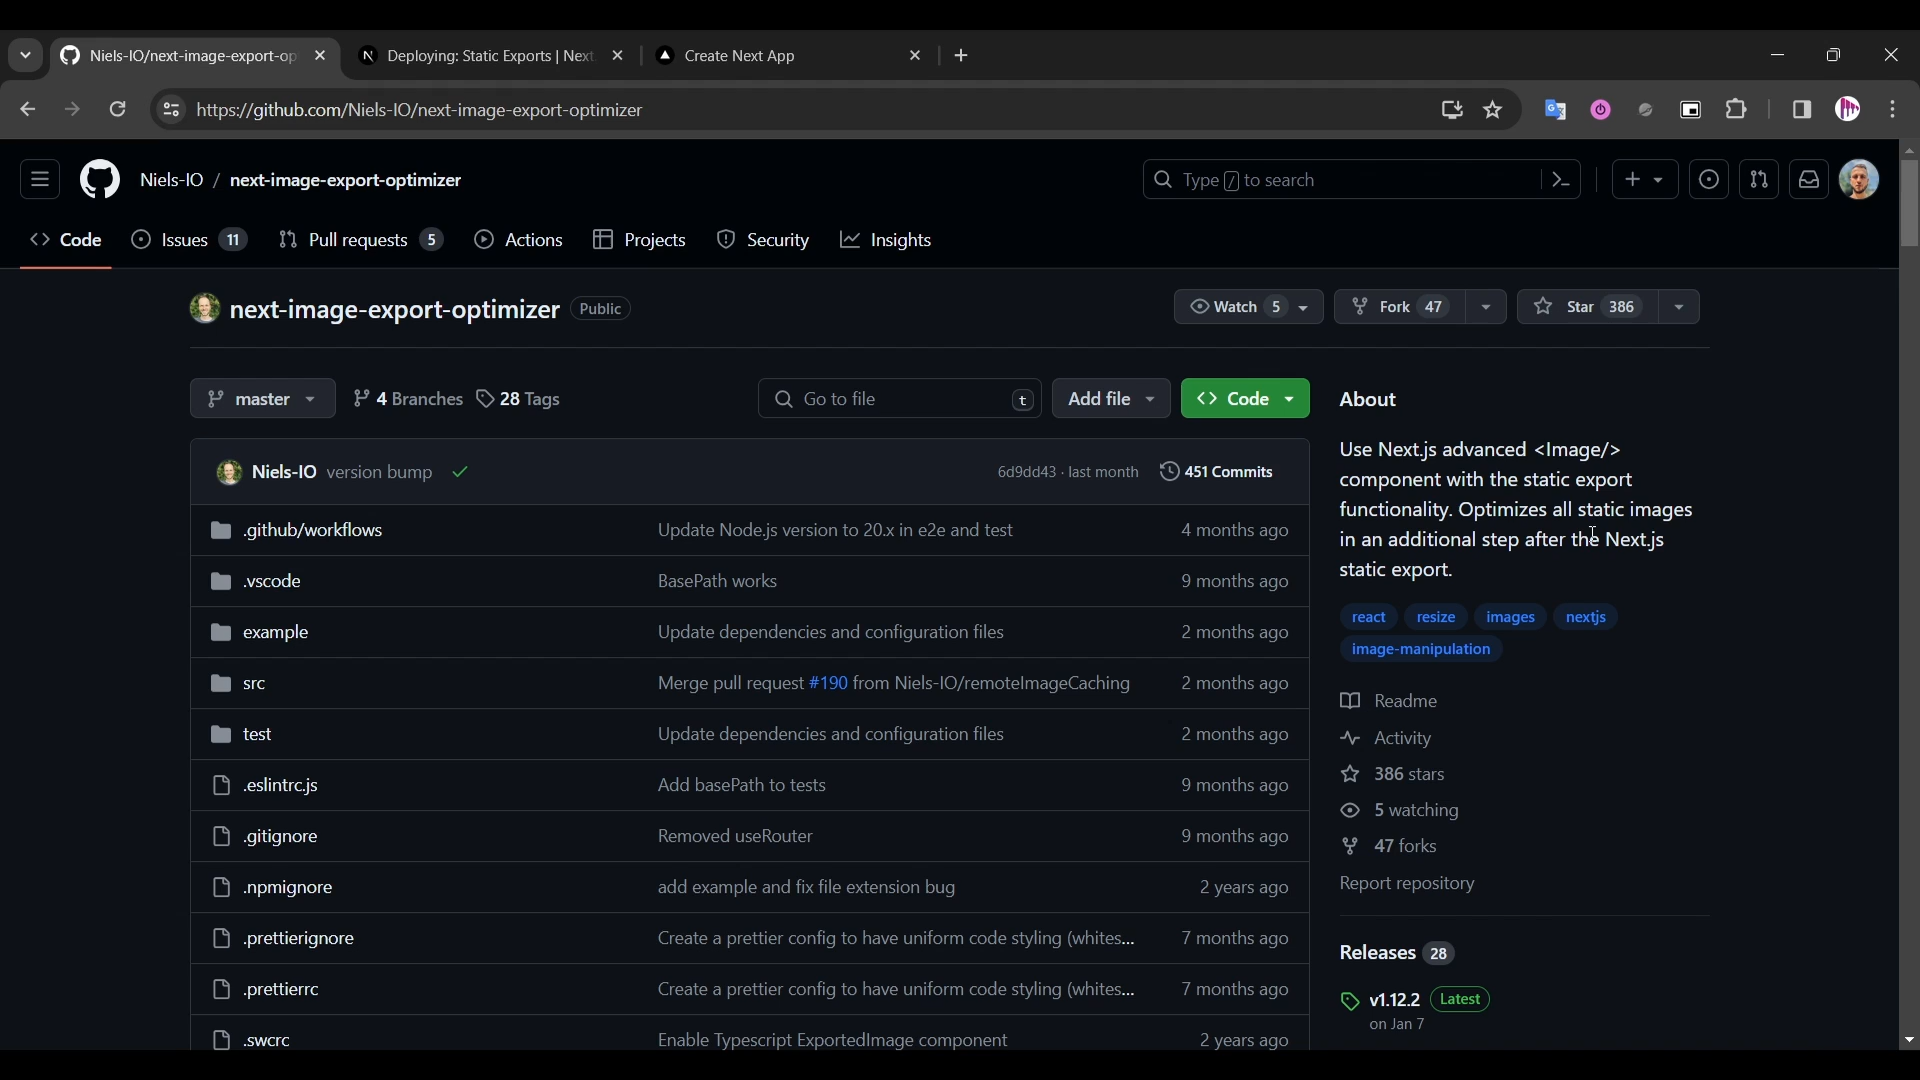 Niels-IO/next-image-export-op
Deploying: Static Exports | Next
Create Next App
https://github.com/Niels-IO/next-image-export-optimizer
Niels-IO / next-image-export-optimizer
Type / to search
Code
Issues 11
Pull requests 5
Actions
Projects
Security
Insights
next-image-export-optimizer Public
Watch 5
Fork 47
Star 386
master
4 Branches
28 Tags
Go to file t
Add file
Code
Niels-IO version bump
6d9dd43 · last month
451 Commits
.github/workflows Update Node.js version to 20.x in e2e and test 4 months ago
.vscode BasePath works 9 months ago
example Update dependencies and configuration files 2 months ago
src Merge pull request #190 from Niels-IO/remoteImageCaching 2 months ago
test Update dependencies and configuration files 2 months ago
.eslintrc.js Add basePath to tests 9 months ago
.gitignore Removed useRouter 9 months ago
.npmignore add example and fix file extension bug 2 years ago
.prettierignore Create a prettier config to have uniform code styling (whites... 7 months ago
.prettierrc Create a prettier config to have uniform code styling (whites... 7 months ago
.swcrc Enable Typescript ExportedImage component 2 years ago
About
Use Next.js advanced <Image/>
component with the static export
functionality. Optimizes all static images
in an additional step after the Next.js
static export.
react resize images nextjs
image-manipulation
Readme
Activity
386 stars
5 watching
47 forks
Report repository
Releases 28
v1.12.2 Latest
on Jan 7